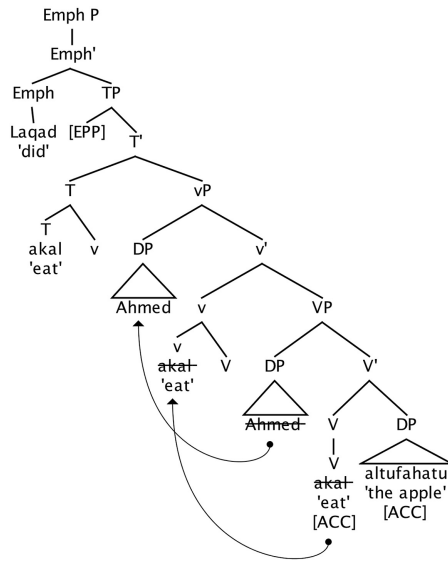 Emph P
Emph'
Emph TP
Laqad [EPP]
'did' T'
T vP
T v DP v'
akal
'eat'
Ahmed v VP
v V DP V'
akal
'eat'
Ahmed V DP
V altufahatu
akal 'the apple'
'eat' [ACC]
[ACC]